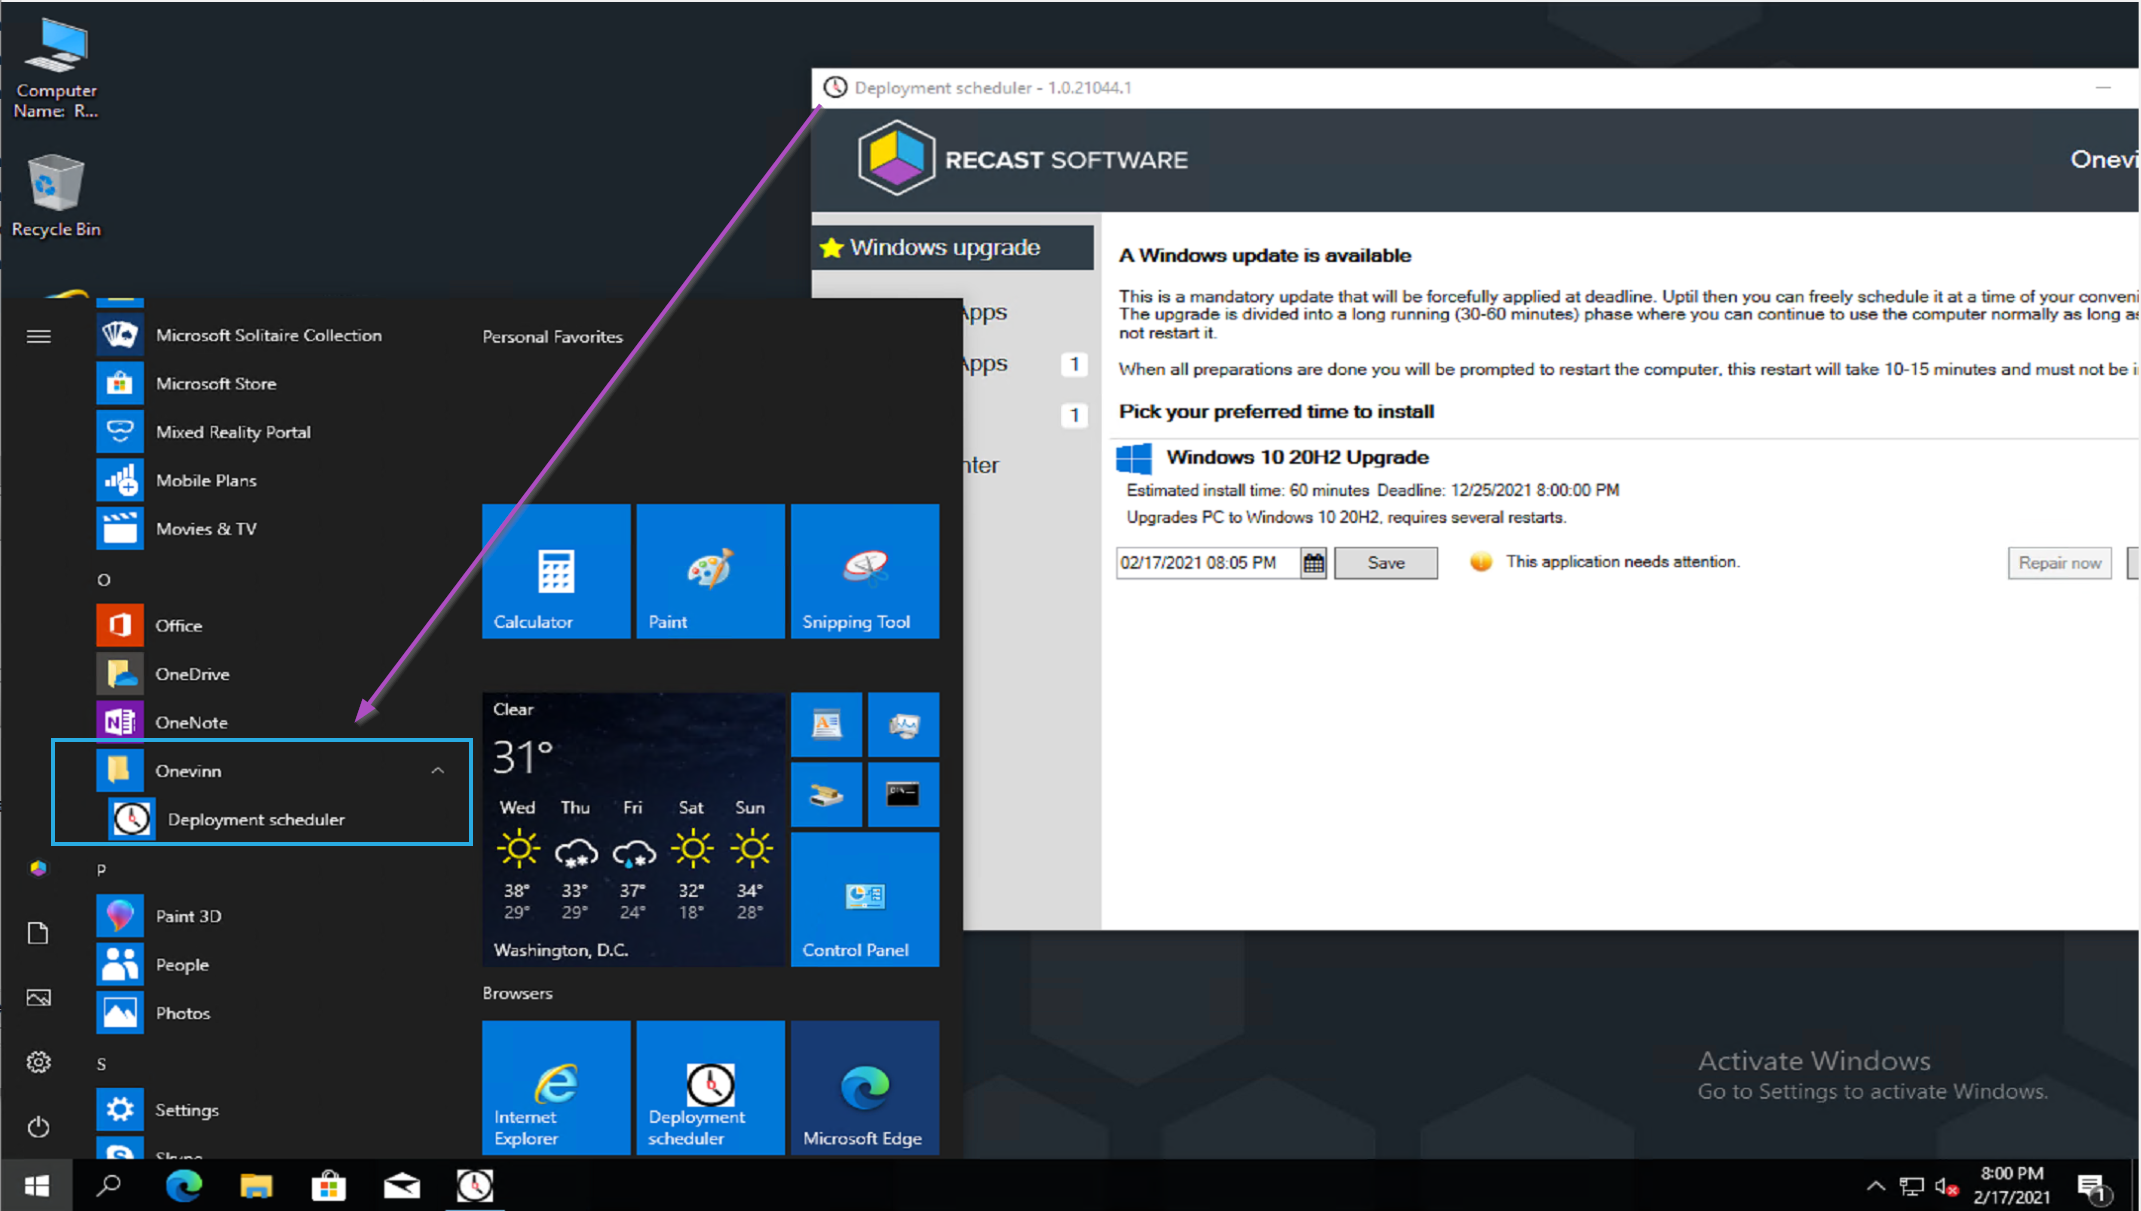 Computer
Name: R...
Recycle Bin
Deployment scheduler - 1.0.21044.1
RECAST SOFTWARE
Onevi
Windows upgrade
Apps
Apps
1
1
nter
A Windows update is available
This is a mandatory update that will be forcefully applied at deadline. Uptil then you can freely schedule it at a time of your conveni
The upgrade is divided into a long running (30-60 minutes) phase where you can continue to use the computer normally as long as
not restart it.
When all preparations are done you will be prompted to restart the computer, this restart will take 10-15 minutes and must not be i
Pick your preferred time to install
Windows 10 20H2 Upgrade
Estimated install time: 60 minutes Deadline: 12/25/2021 8:00:00 PM
Upgrades PC to Windows 10 20H2, requires several restarts.
02/17/2021 08:05 PM
Save
This application needs attention.
Repair now
Microsoft Solitaire Collection
Microsoft Store
Mixed Reality Portal
Mobile Plans
Movies & TV
O
Office
OneDrive
OneNote
Onevinn
Deployment scheduler
P
Paint 3D
People
Photos
S
Settings
Skype
Personal Favorites
Calculator
Paint
Snipping Tool
Clear
31°
Wed Thu Fri Sat Sun
38° 33° 37° 32° 34°
29° 29° 24° 18° 28°
Washington, D.C.
Control Panel
Browsers
Internet
Explorer
Deployment
scheduler
Microsoft Edge
Activate Windows
Go to Settings to activate Windows.
8:00 PM
2/17/2021
1